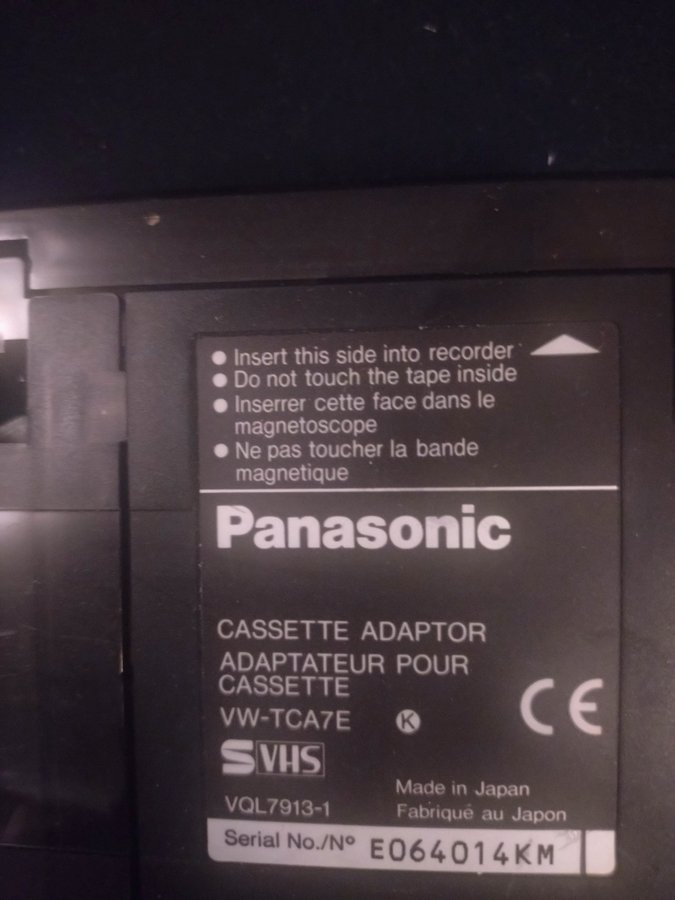 ● Insert this side into recorder
● Do not touch the tape inside
● Inserrer cette face dans le
magnetoscope
● Ne pas toucher la bande
magnetique
Panasonic
CASSETTE ADAPTOR
ADAPTATEUR POUR
CASSETTE
VW-TCA7E K
CE
S VHS
Made in Japan
VQL7913-1
Fabriqué au Japon
Serial No./Nº E064014KM